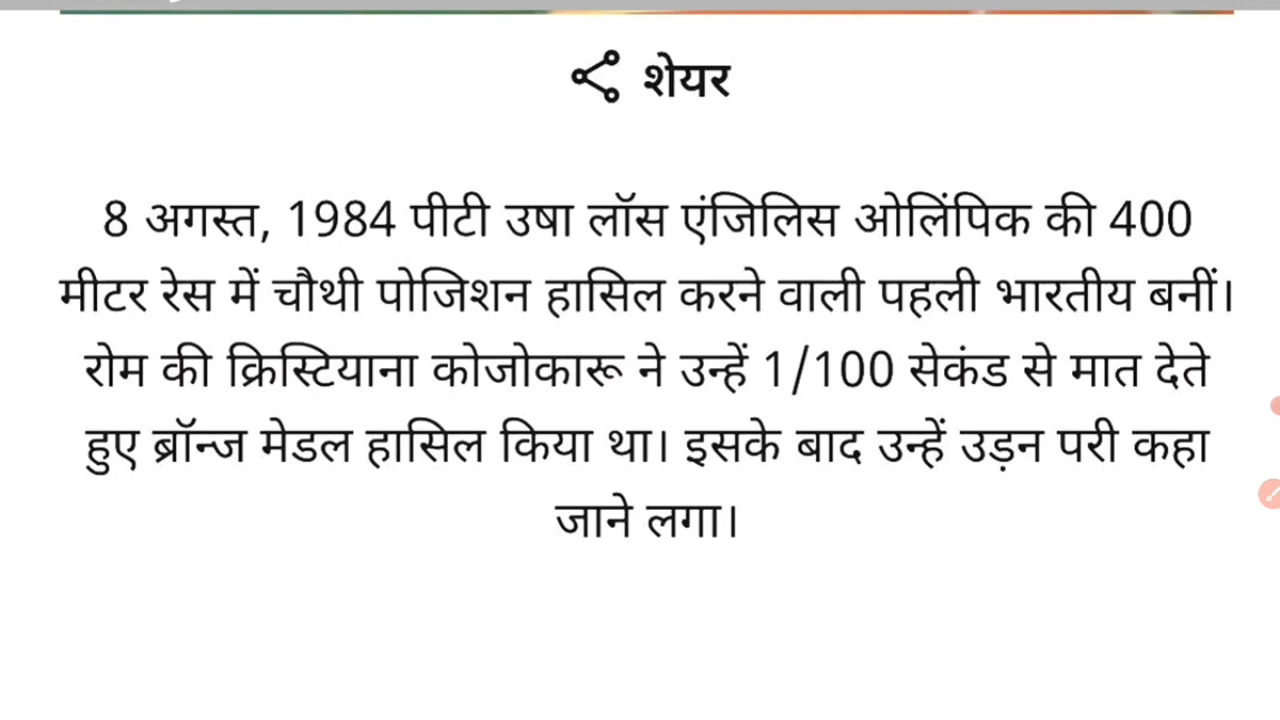 शेयर
8 अगस्त, 1984 पीटी उषा लॉस एंजिलिस ओलिंपिक की 400
मीटर रेस में चौथी पोजिशन हासिल करने वाली पहली भारतीय बनीं।
रोम की क्रिस्टियाना कोजोकारू ने उन्हें 1/100 सेकंड से मात देते
हुए ब्रॉन्ज मेडल हासिल किया था। इसके बाद उन्हें उड़न परी कहा
जाने लगा।